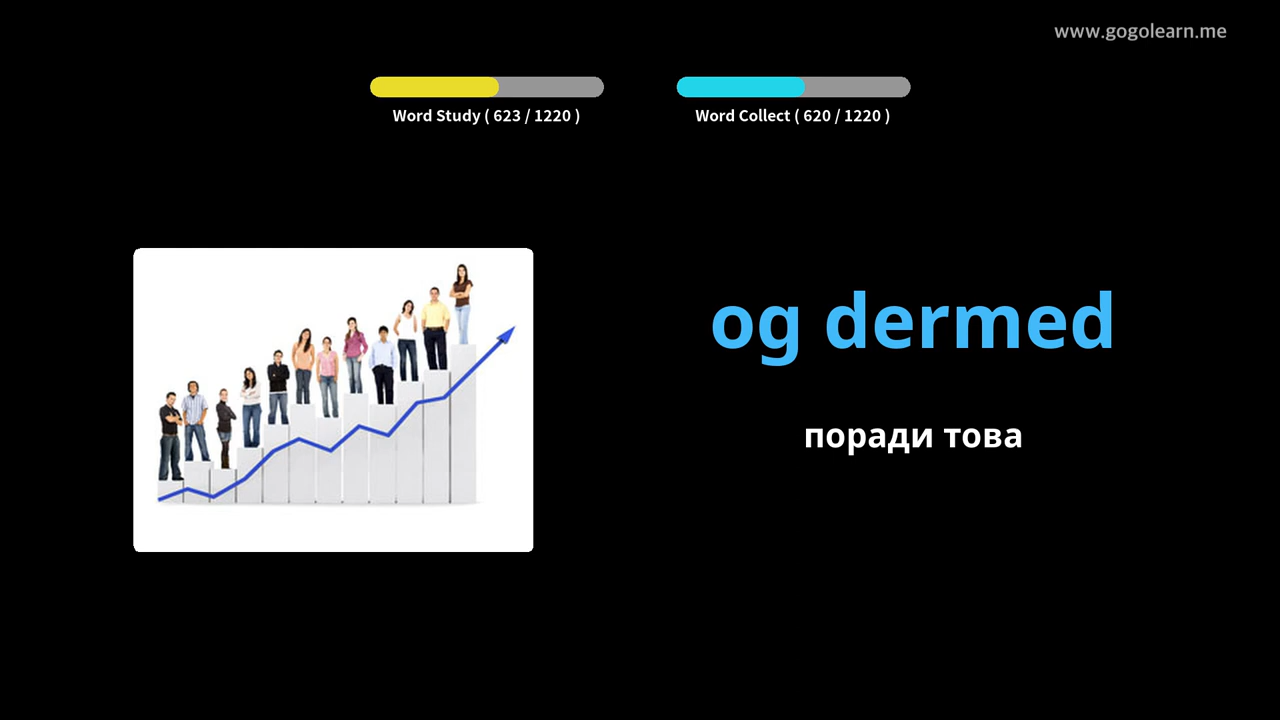 www.gogolearn.me
Word Study ( 623 / 1220 )
Word Collect ( 620 / 1220 )
og dermed
поради това